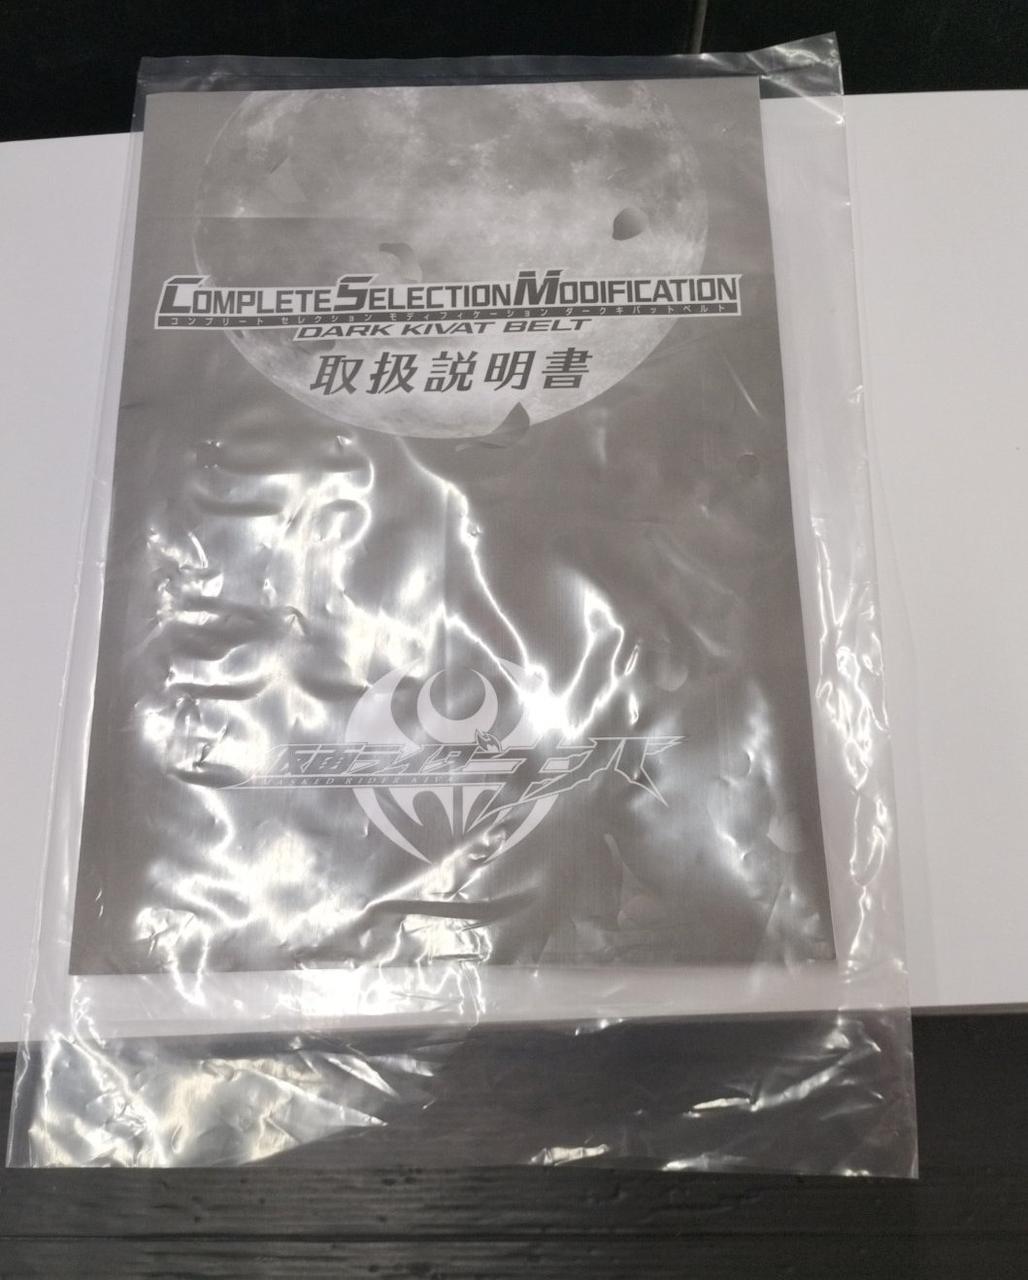 COMPLETE SELECTION MODIFICATION
コンプリート セレクション モディフィケーション ダークキバットベルト
DARK KIVAT BELT
取扱説明書
仮面ライダーキバ
MASKED RIDER KIVA